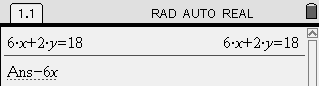 1.1 RAD AUTO REAL
6·x+2·y=18 6·x+2·y=18
Ans−6x